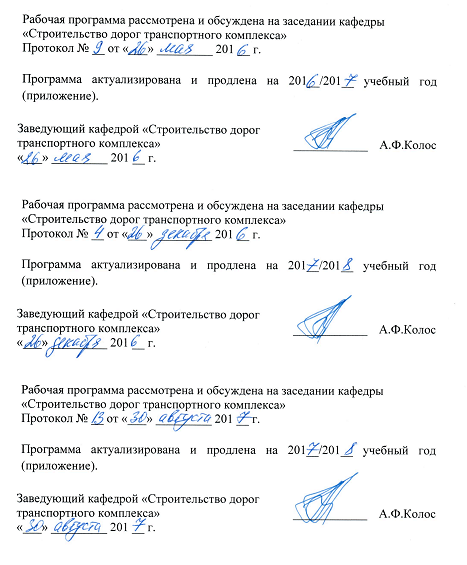 Рабочая программа рассмотрена и обсуждена на заседании кафедры
«Строительство дорог транспортного комплекса»
Протокол № 9 от «26» мая 2016 г.
Программа актуализирована и продлена на 2016/2017 учебный год
(приложение).
Заведующий кафедрой «Строительство дорог
транспортного комплекса» А.Ф.Колос
«26» мая 2016 г.
Рабочая программа рассмотрена и обсуждена на заседании кафедры
«Строительство дорог транспортного комплекса»
Протокол № 4 от «26» декабря 2016 г.
Программа актуализирована и продлена на 2017/2018 учебный год
(приложение).
Заведующий кафедрой «Строительство дорог
транспортного комплекса» А.Ф.Колос
«26» декабря 2016 г.
Рабочая программа рассмотрена и обсуждена на заседании кафедры
«Строительство дорог транспортного комплекса»
Протокол № 13 от «30» августа 2017 г.
Программа актуализирована и продлена на 2017/2018 учебный год
(приложение).
Заведующий кафедрой «Строительство дорог
транспортного комплекса» А.Ф.Колос
«30» августа 2017 г.